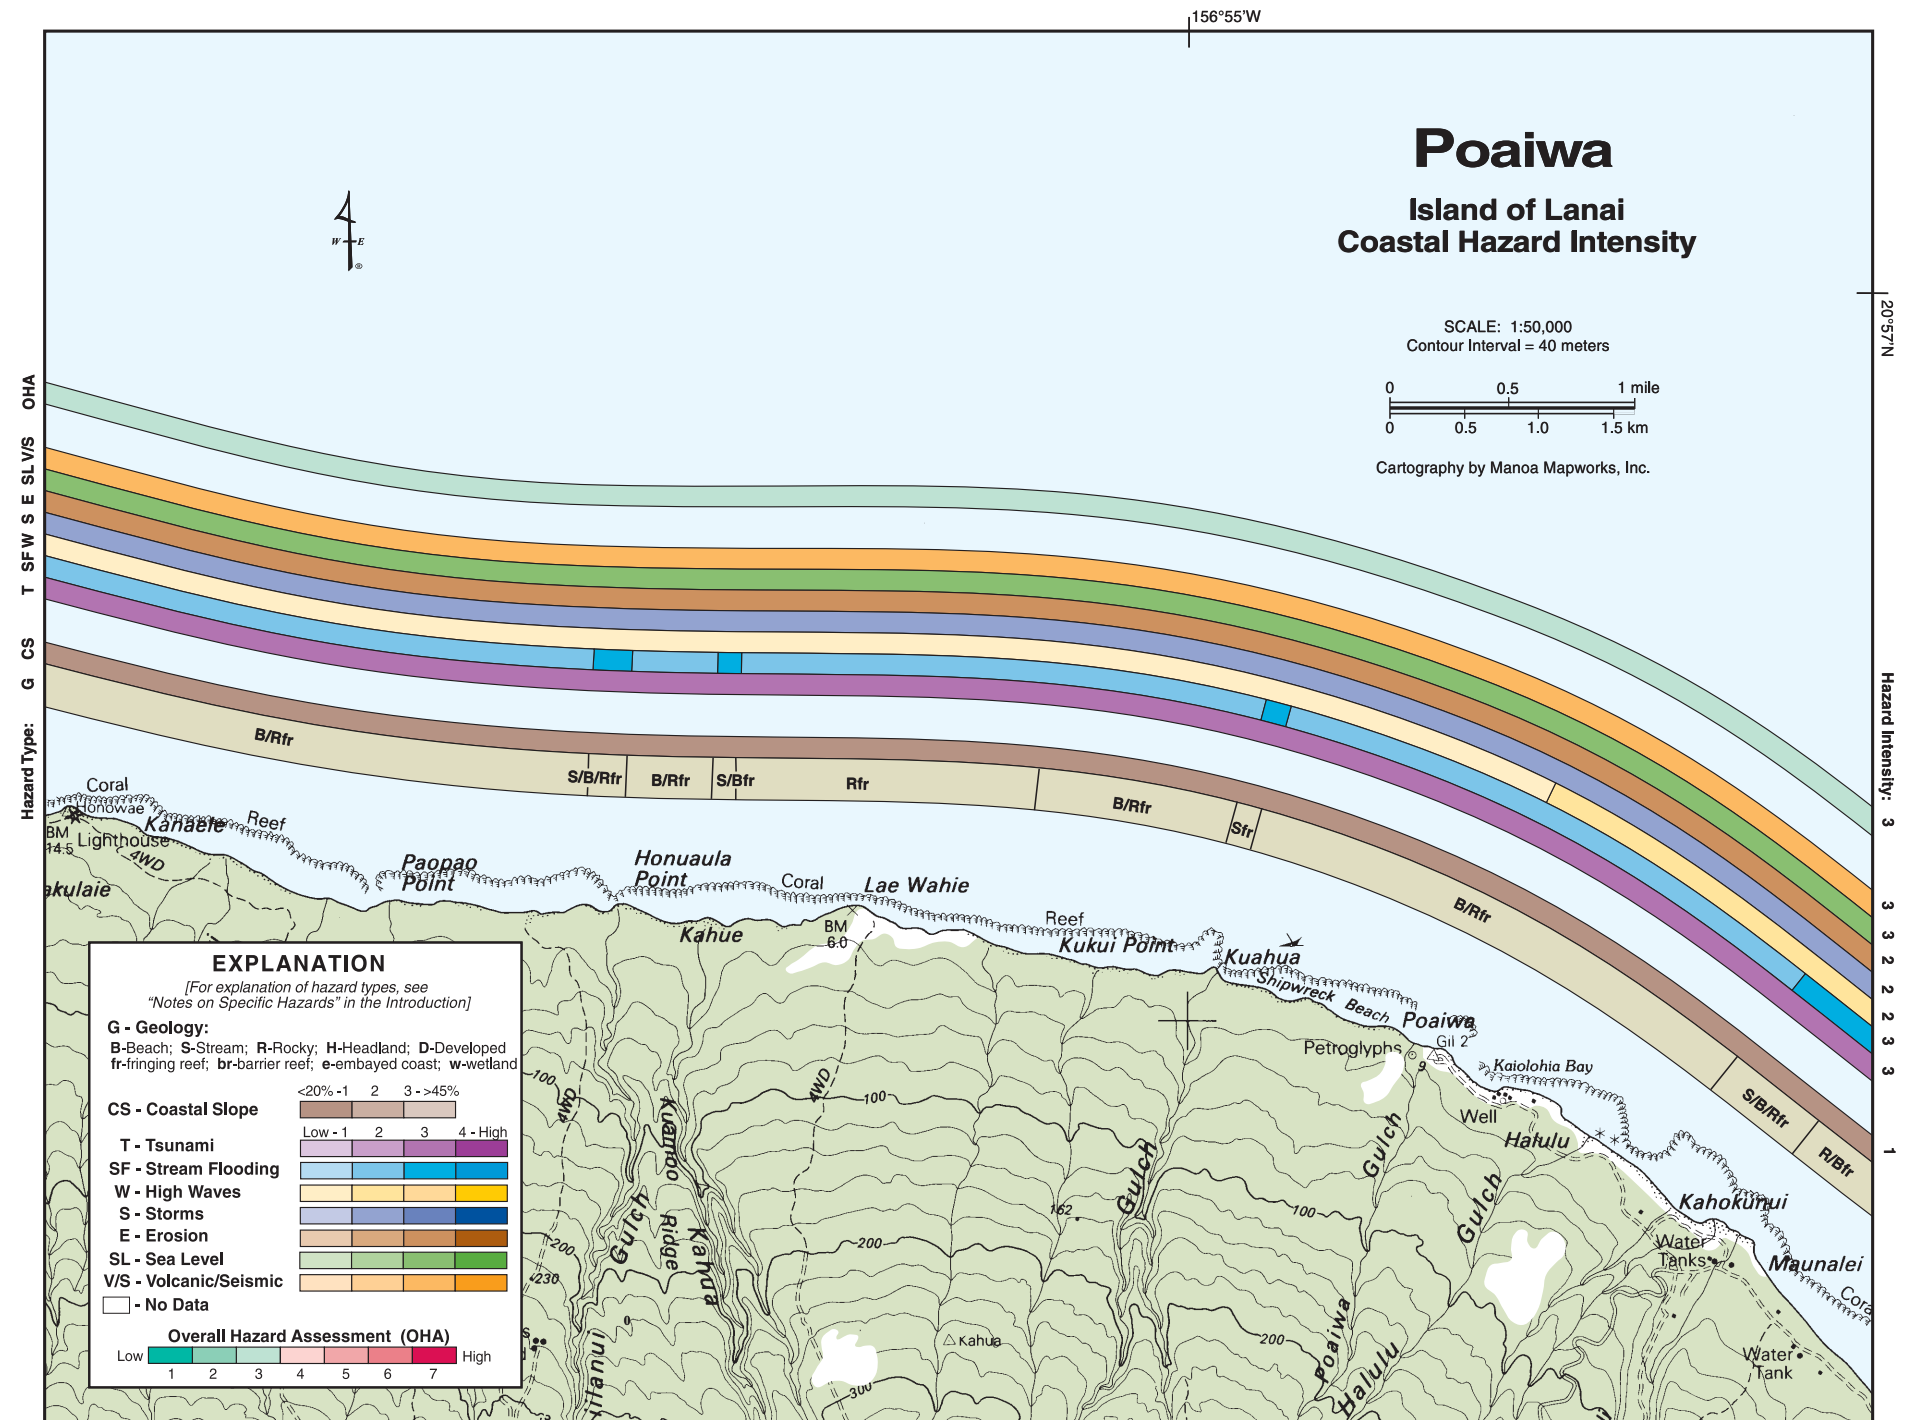 156°55'W
Poaiwa
Island of Lanai
Coastal Hazard Intensity
W E
®
20°57'N
SCALE: 1:50,000
Contour Interval = 40 meters
0 0.5 1 mile
0 0.5 1.0 1.5 km
Cartography by Manoa Mapworks, Inc.
OHA
V/S
SL
E
S
W
SF
T
CS
G
Hazard Type:
Hazard Intensity:
3
3
3
2
2
2
3
3
1
B/Rfr
S/B/Rfr
B/Rfr
S/Bfr
Rfr
B/Rfr
Sfr
B/Rfr
S/B/Rfr
R/Bfr
Coral
Honowae
Kanaele
Reef
BM
14.5
Lighthouse
4WD
akulaie
Paopao
Point
Honuaula
Point
Coral
Lae Wahie
Kahue
BM
6.0
Reef
Kukui Point
Kuahua
Shipwreck Beach
Poaiwa
Gil 2
Petroglyphs
9
Kaiolohia Bay
Well
Halulu
Kahokunui
Water
Tanks
Maunalei
Cora
Water
Tank
100
4WD
Kuamoo
Ridge
Kahua
Gulch
200
230
4WD
100
200
162
Gulch
Gulch
Gulch
100
200
Poaiwa
Halulu
Kahua
300
EXPLANATION
[For explanation of hazard types, see
“Notes on Specific Hazards” in the Introduction]
G - Geology:
B-Beach; S-Stream; R-Rocky; H-Headland; D-Developed
fr-fringing reef; br-barrier reef; e-embayed coast; w-wetland
<20% -1 2 3 - >45%
CS - Coastal Slope
Low - 1 2 3 4 - High
T - Tsunami
SF - Stream Flooding
W - High Waves
S - Storms
E - Erosion
SL - Sea Level
V/S - Volcanic/Seismic
- No Data
Overall Hazard Assessment (OHA)
Low High
1 2 3 4 5 6 7